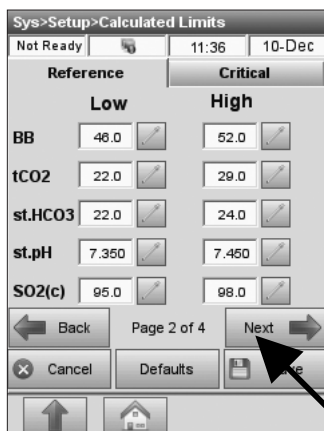 Sys>Setup>Calculated Limits
Not Ready 11:36 10-Dec
Reference Critical
Low High
BB 46.0 52.0
tCO2 22.0 29.0
st.HCO3 22.0 24.0
st.pH 7.350 7.450
SO2(c) 95.0 98.0
Back Page 2 of 4 Next
Cancel Defaults